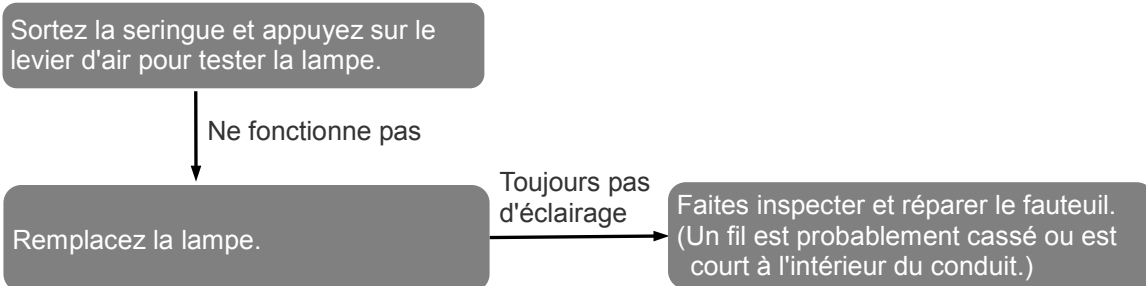 Sortez la seringue et appuyez sur le
levier d'air pour tester la lampe.
Ne fonctionne pas
Remplacez la lampe.
Toujours pas
d'éclairage
Faites inspecter et réparer le fauteuil.
(Un fil est probablement cassé ou est
court à l'intérieur du conduit.)